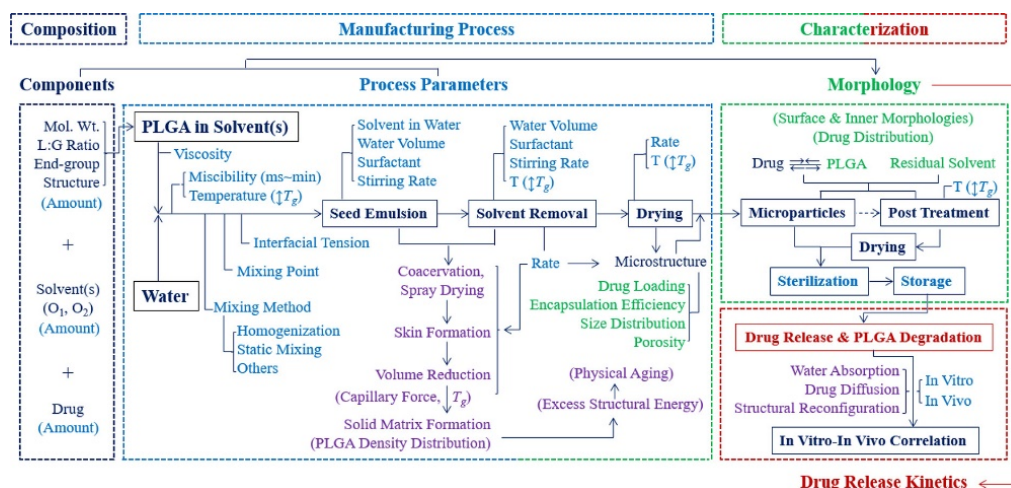 Composition
Manufacturing Process
Characterization
Components
Process Parameters
Morphology
Mol. Wt.
L:G Ratio
End-group
Structure
(Amount)
+
Solvent(s)
(O₁, O₂)
(Amount)
+
Drug
(Amount)
PLGA in Solvent(s)
Viscosity
Miscibility (ms~min)
Temperature (↕Tg)
Water
Interfacial Tension
Mixing Point
Mixing Method
Homogenization
Static Mixing
Others
Solvent in Water
Water Volume
Surfactant
Stirring Rate
Seed Emulsion
Water Volume
Surfactant
Stirring Rate
T (↕Tg)
Solvent Removal
Rate
T (↕Tg)
Drying
Coacervation,
Spray Drying
Skin Formation
Volume Reduction
(Capillary Force, Tg)
Solid Matrix Formation
(PLGA Density Distribution)
Rate
Microstructure
Drug Loading
Encapsulation Efficiency
Size Distribution
Porosity
(Physical Aging)
(Excess Structural Energy)
(Surface & Inner Morphologies)
(Drug Distribution)
Drug
PLGA
Residual Solvent
T (↕Tg)
Microparticles
Post Treatment
Drying
Sterilization
Storage
Drug Release & PLGA Degradation
Water Absorption
Drug Diffusion
Structural Reconfiguration
In Vitro
In Vivo
In Vitro-In Vivo Correlation
Drug Release Kinetics